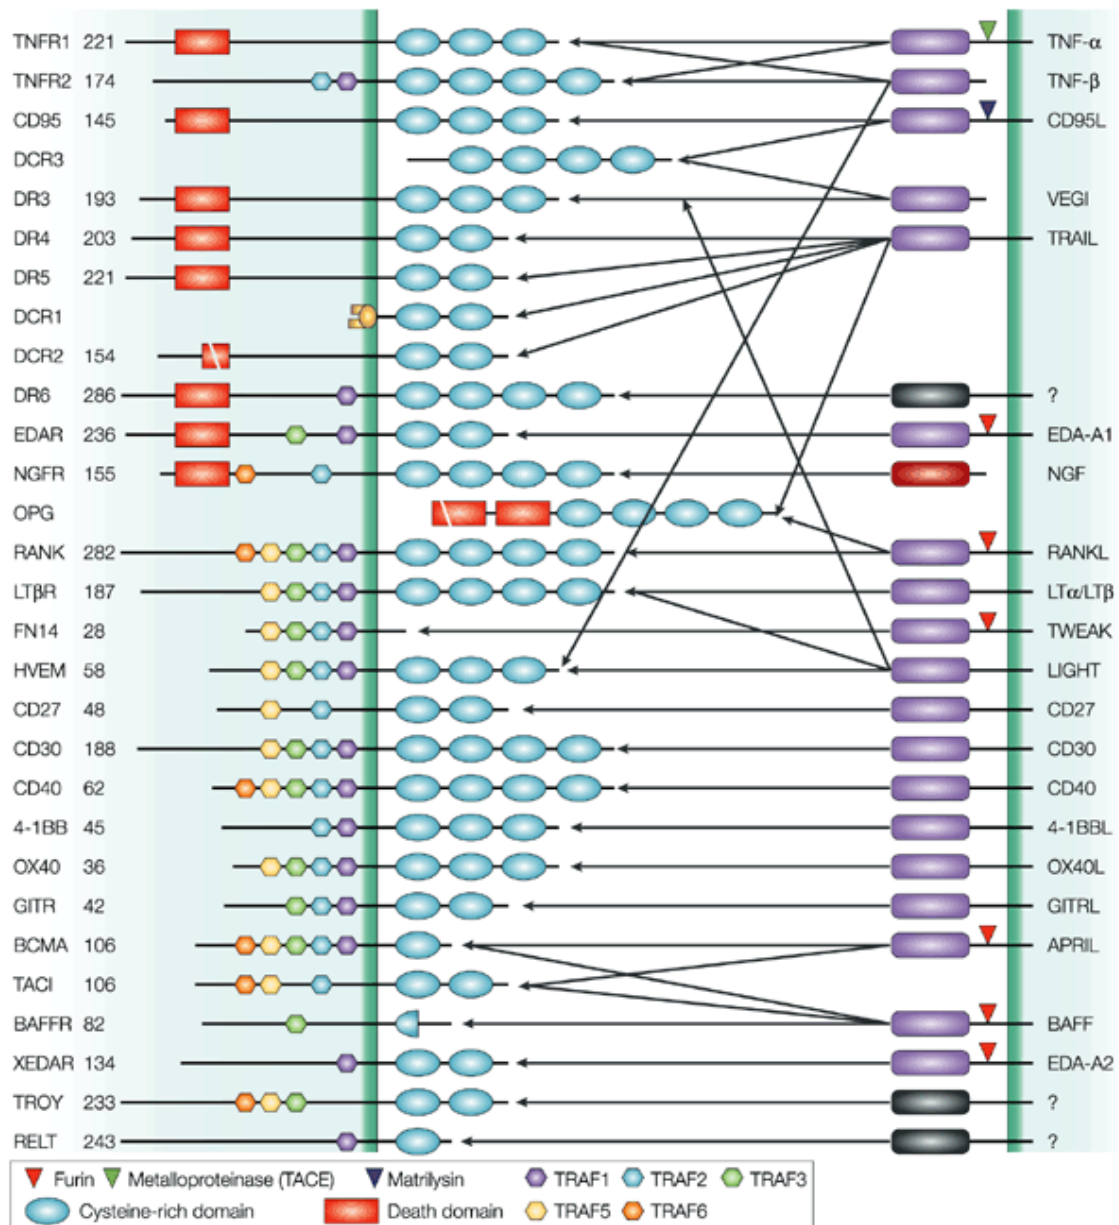 TNFR1 221 TNF-α
TNFR2 174 TNF-β
CD95 145 CD95L
DCR3
DR3 193 VEGI
DR4 203 TRAIL
DR5 221
DCR1
DCR2 154
DR6 286 ?
EDAR 236 EDA-A1
NGFR 155 NGF
OPG
RANK 282 RANKL
LTβR 187 LTα/LTβ
FN14 28 TWEAK
HVEM 58 LIGHT
CD27 48 CD27
CD30 188 CD30
CD40 62 CD40
4-1BB 45 4-1BBL
OX40 36 OX40L
GITR 42 GITRL
BCMA 106 APRIL
TACI 106
BAFFR 82 BAFF
XEDAR 134 EDA-A2
TROY 233 ?
RELT 243 ?
Furin Metalloproteinase (TACE) Matrilysin TRAF1 TRAF2 TRAF3
Cysteine-rich domain Death domain TRAF5 TRAF6